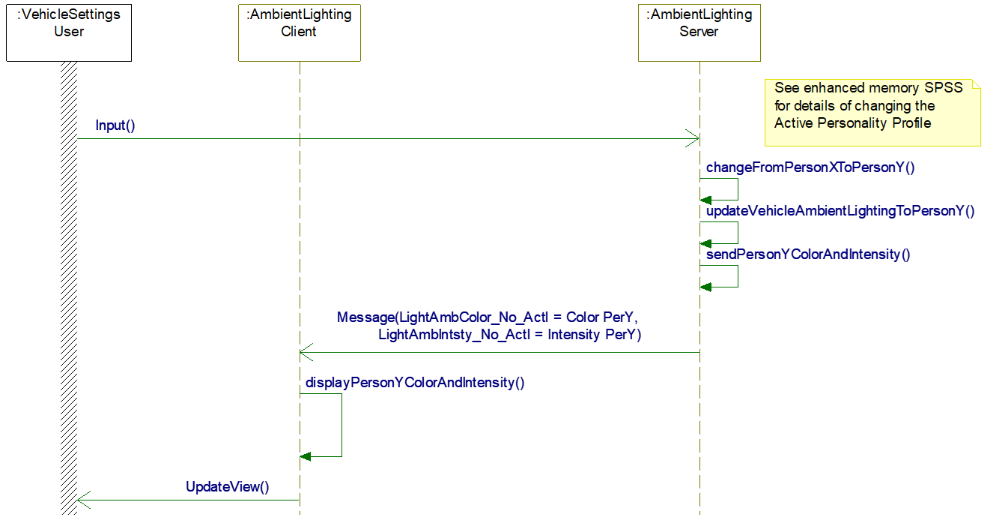 :VehicleSettings
User
:AmbientLighting
Client
:AmbientLighting
Server
See enhanced memory SPSS
for details of changing the
Active Personality Profile
Input()
changeFromPersonXToPersonY()
updateVehicleAmbientLightingToPersonY()
sendPersonYColorAndIntensity()
Message(LightAmbColor_No_Actl = Color PerY,
LightAmbIntsty_No_Actl = Intensity PerY)
displayPersonYColorAndIntensity()
UpdateView()